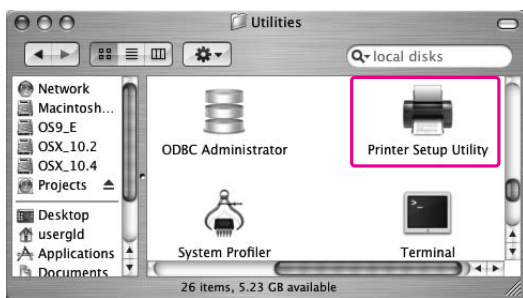 Utilities
local disks
Network
Macintosh...
OS9_E
OSX_10.2
OSX_10.4
Projects
Desktop
usergld
Applications
Documents
ODBC Administrator
Printer Setup Utility
System Profiler
Terminal
26 items, 5.23 GB available